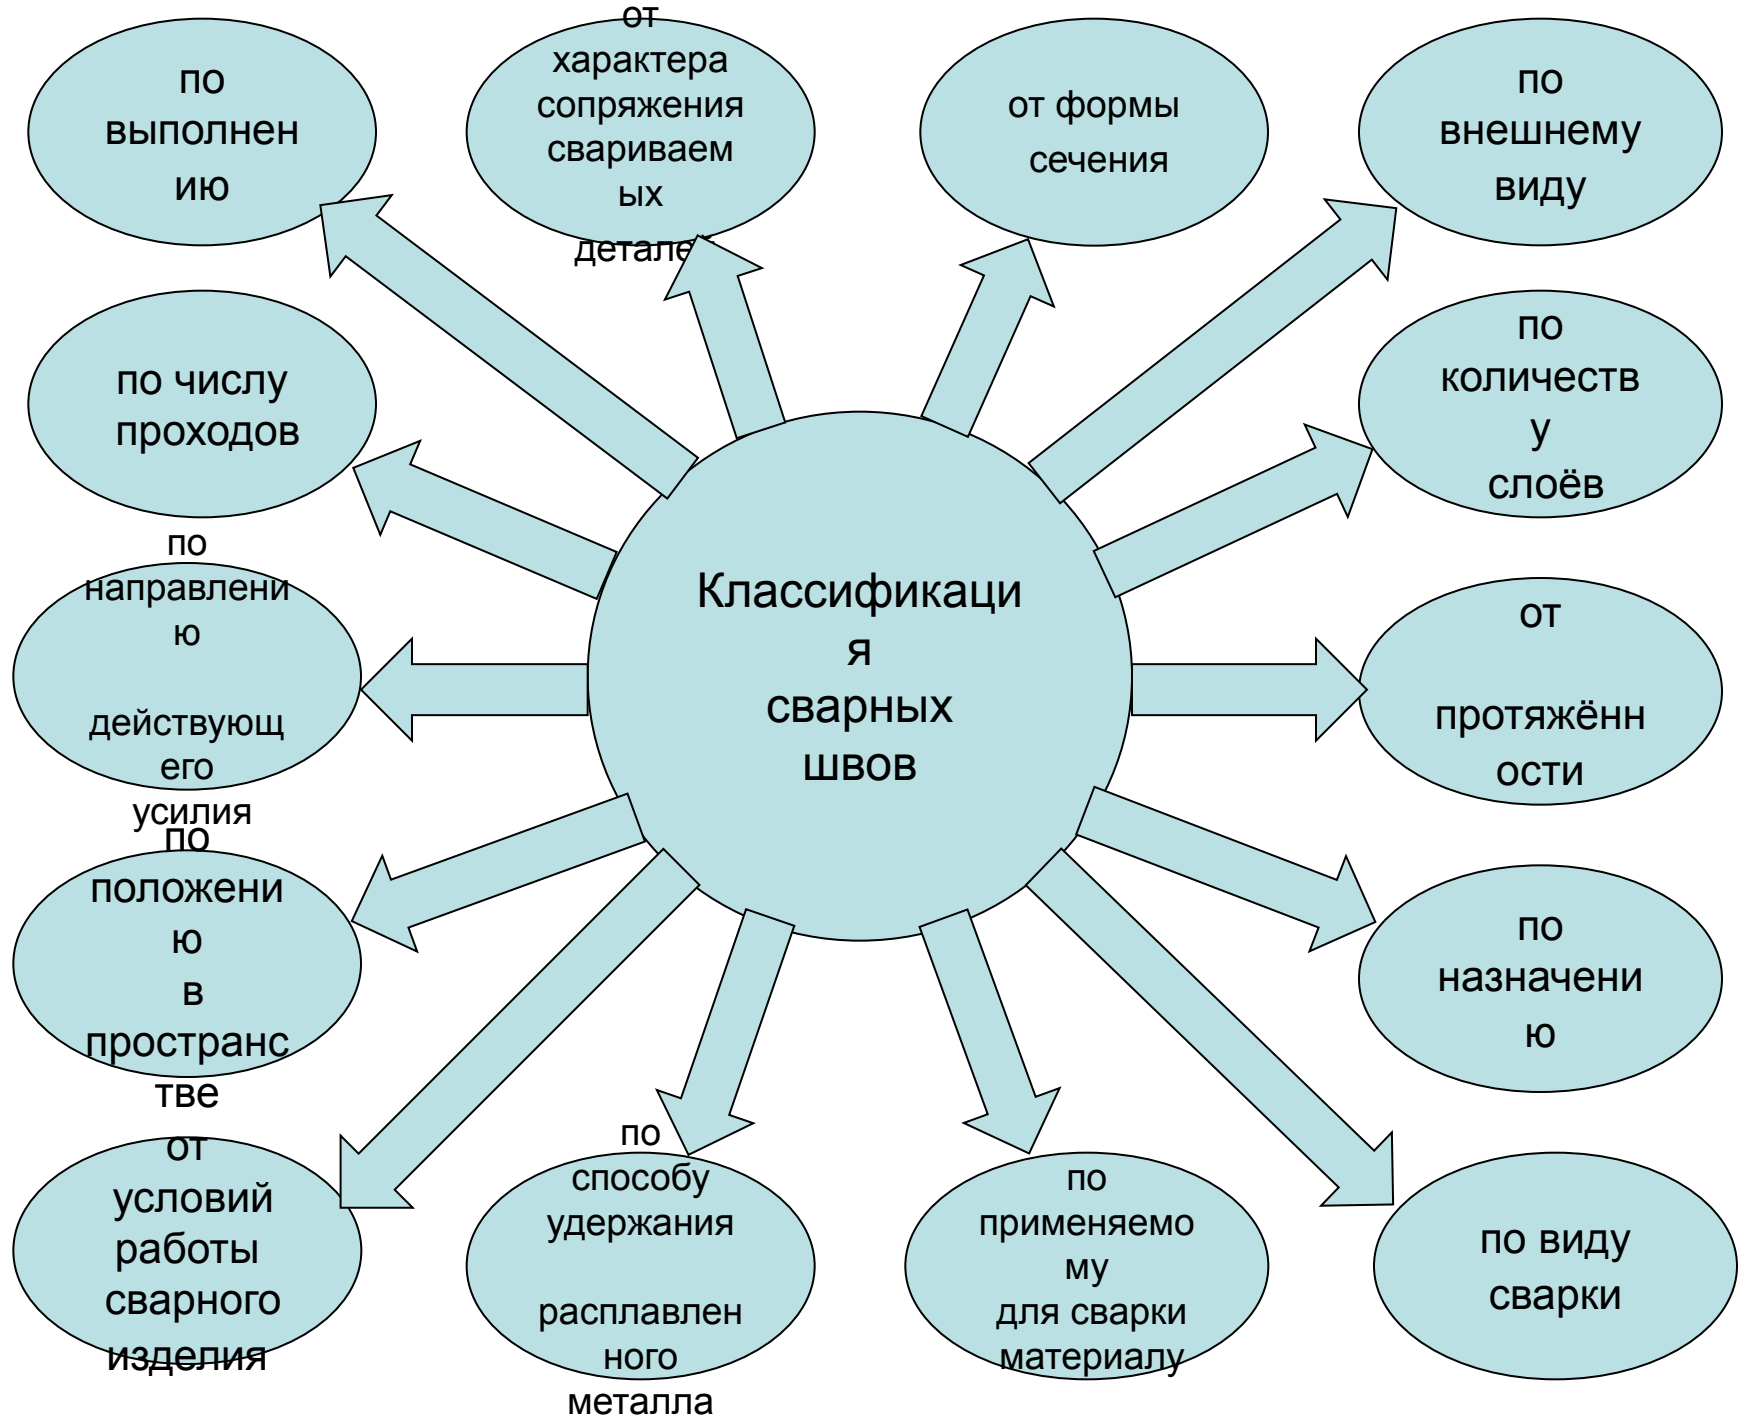 по
выполнен
ию
от
характера
сопряжения
свариваем
ых
детале
от формы
сечения
по
внешнему
виду
по числу
проходов
по
количеств
у
слоёв
по
направлени
ю
действующ
его
усилия
Классификаци
я
сварных
швов
от
протяжённ
ости
по
положени
ю
в
пространс
тве
по
назначени
ю
от
условий
работы
сварного
изделия
по
способу
удержания
расплавлен
ного
металла
по
применяемо
му
для сварки
материалу
по виду
сварки